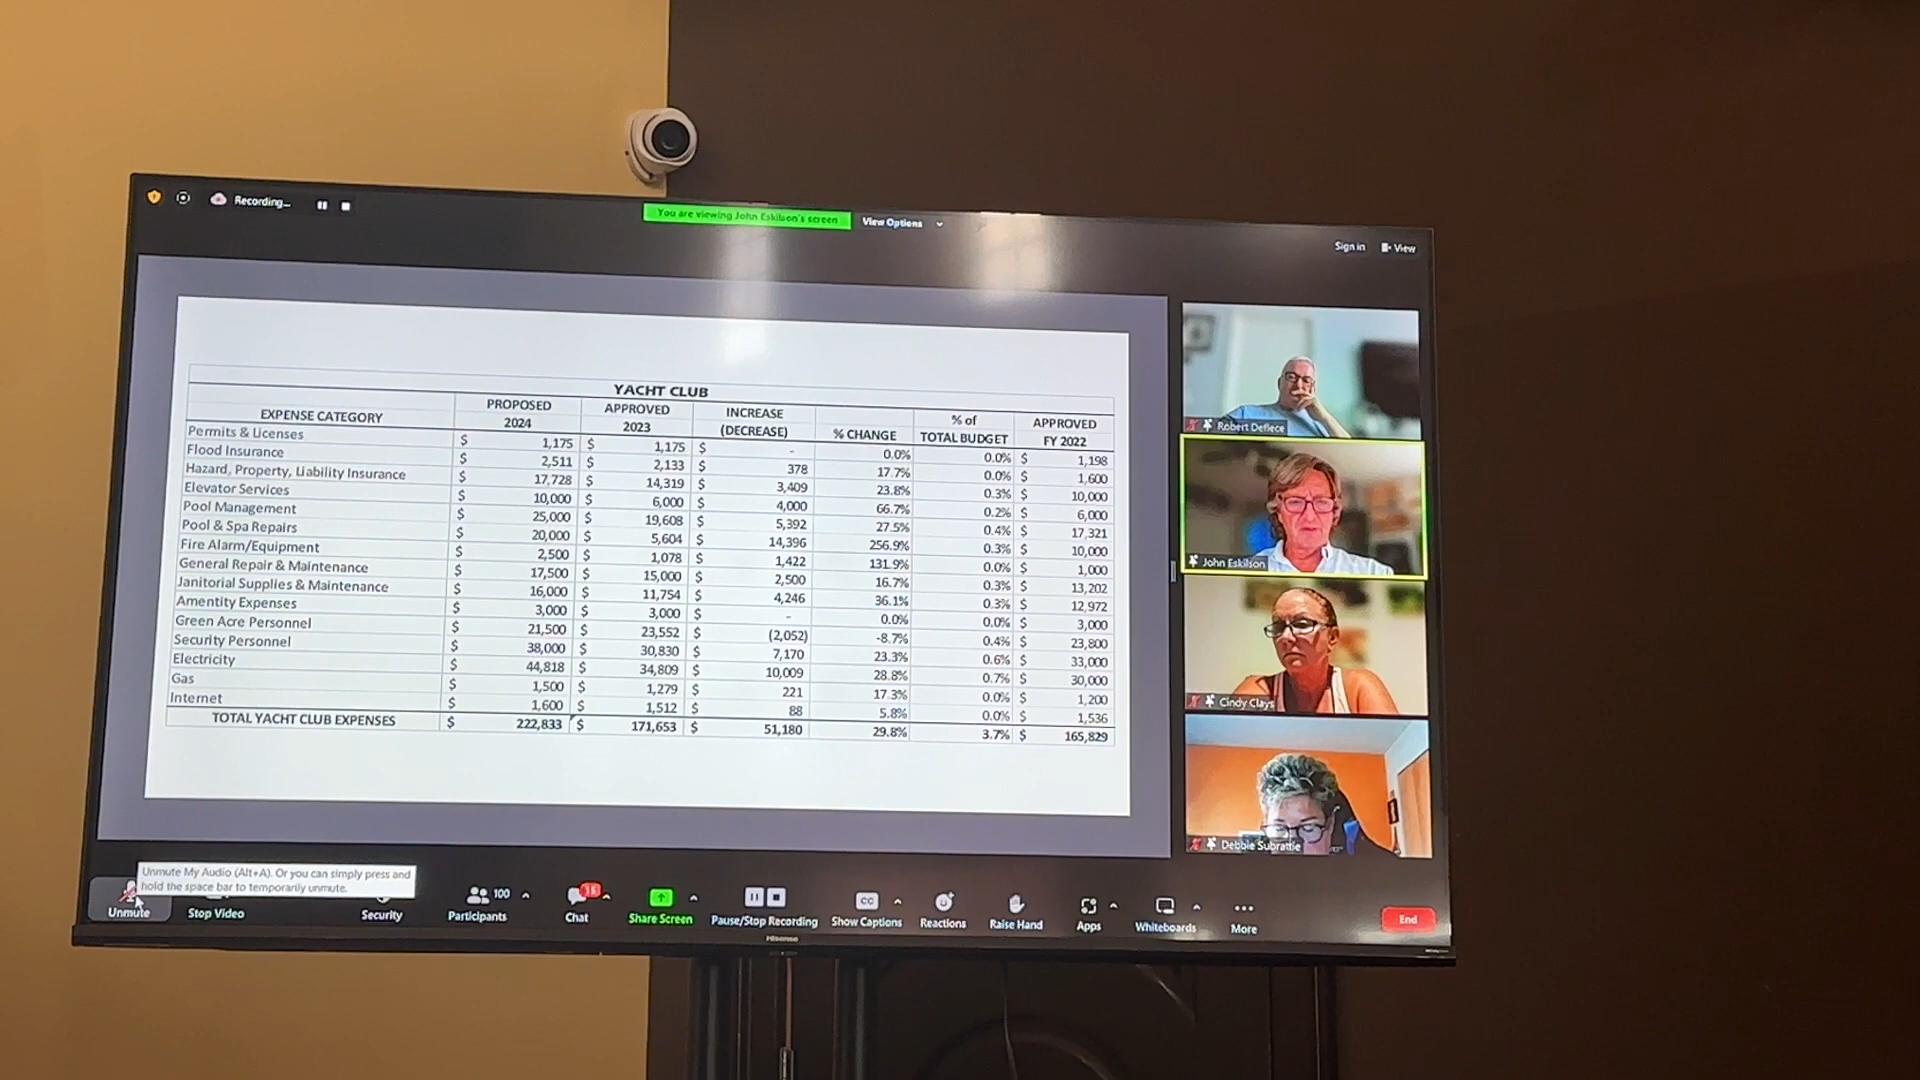 Recording...
You are viewing John Eskilson's screen
View Options
Sign in
View
YACHT CLUB
EXPENSE CATEGORY PROPOSED 2024 APPROVED 2023 INCREASE (DECREASE) % CHANGE % of TOTAL BUDGET APPROVED FY 2022
Permits & Licenses $ 1,175 $ 1,175 $ - 0.0% 0.0% $ 1,198
Flood Insurance $ 2,511 $ 2,133 $ 378 17.7% 0.0% $ 1,600
Hazard, Property, Liability Insurance $ 17,728 $ 14,319 $ 3,409 23.8% 0.3% $ 10,000
Elevator Services $ 10,000 $ 6,000 $ 4,000 66.7% 0.2% $ 6,000
Pool Management $ 25,000 $ 19,608 $ 5,392 27.5% 0.4% $ 17,321
Pool & Spa Repairs $ 20,000 $ 5,604 $ 14,396 256.9% 0.3% $ 10,000
Fire Alarm/Equipment $ 2,500 $ 1,078 $ 1,422 131.9% 0.0% $ 1,000
General Repair & Maintenance $ 17,500 $ 15,000 $ 2,500 16.7% 0.3% $ 13,202
Janitorial Supplies & Maintenance $ 16,000 $ 11,754 $ 4,246 36.1% 0.3% $ 12,972
Amentity Expenses $ 3,000 $ 3,000 $ - 0.0% 0.0% $ 3,000
Green Acre Personnel $ 21,500 $ 23,552 $ (2,052) -8.7% 0.4% $ 23,800
Security Personnel $ 38,000 $ 30,830 $ 7,170 23.3% 0.6% $ 33,000
Electricity $ 44,818 $ 34,809 $ 10,009 28.8% 0.7% $ 30,000
Gas $ 1,500 $ 1,279 $ 221 17.3% 0.0% $ 1,200
Internet $ 1,600 $ 1,512 $ 88 5.8% 0.0% $ 1,536
TOTAL YACHT CLUB EXPENSES $ 222,833 $ 171,653 $ 51,180 29.8% 3.7% $ 165,829
Robert Defiece
John Eskilson
Cindy Clays
Debbie Subrattie
Unmute My Audio (Alt+A). Or you can simply press and
hold the space bar to temporarily unmute.
100
15
CC
Unmute
Stop Video
Security
Participants
Chat
Share Screen
Pause/Stop Recording
Show Captions
Reactions
Raise Hand
Apps
Whiteboards
More
End
Hisense